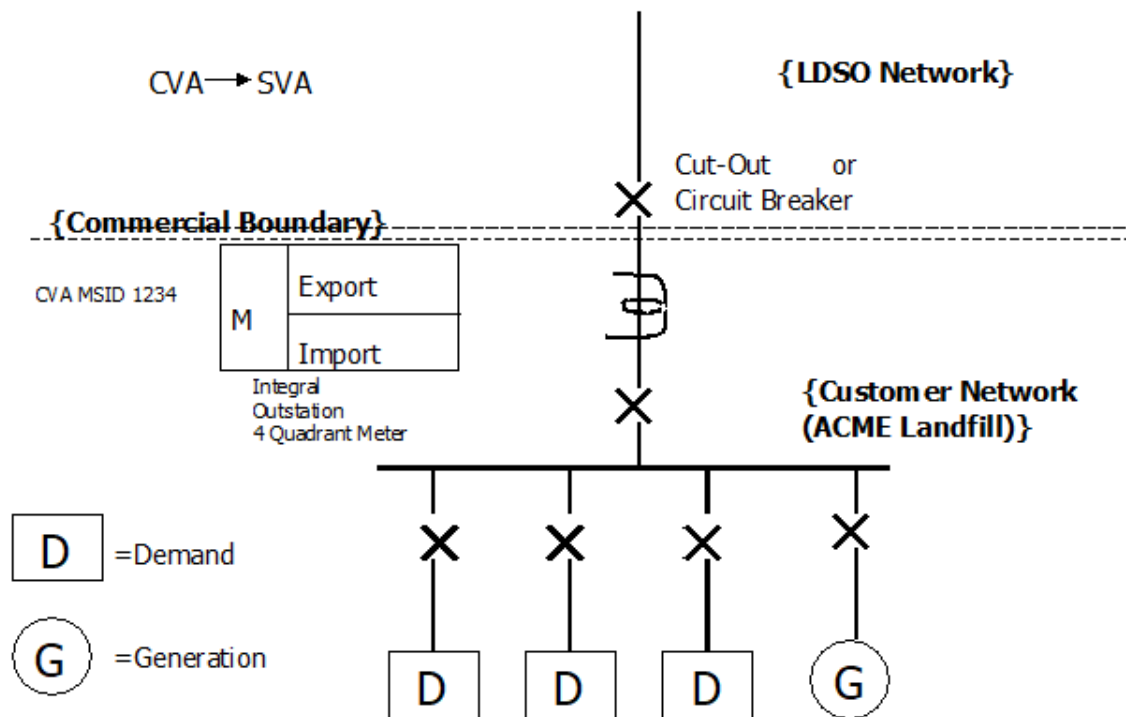 CVA → SVA
{LDSO Network}
Cut-Out or
Circuit Breaker
{Commercial Boundary}
CVA MSID 1234
M
Export
Import
Integral
Outstation
4 Quadrant Meter
{Customer Network
(ACME Landfill)}
D =Demand
G =Generation
D D D G